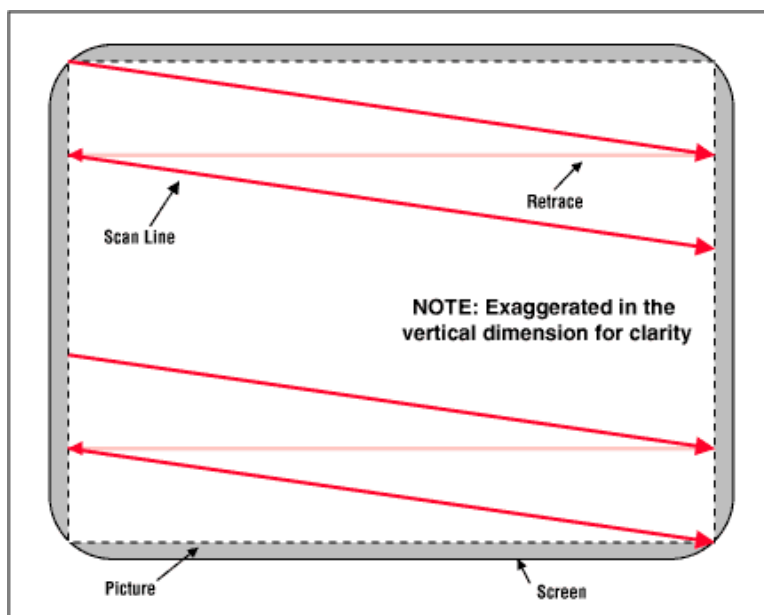 Retrace
Scan Line
NOTE: Exaggerated in the
vertical dimension for clarity
Picture
Screen